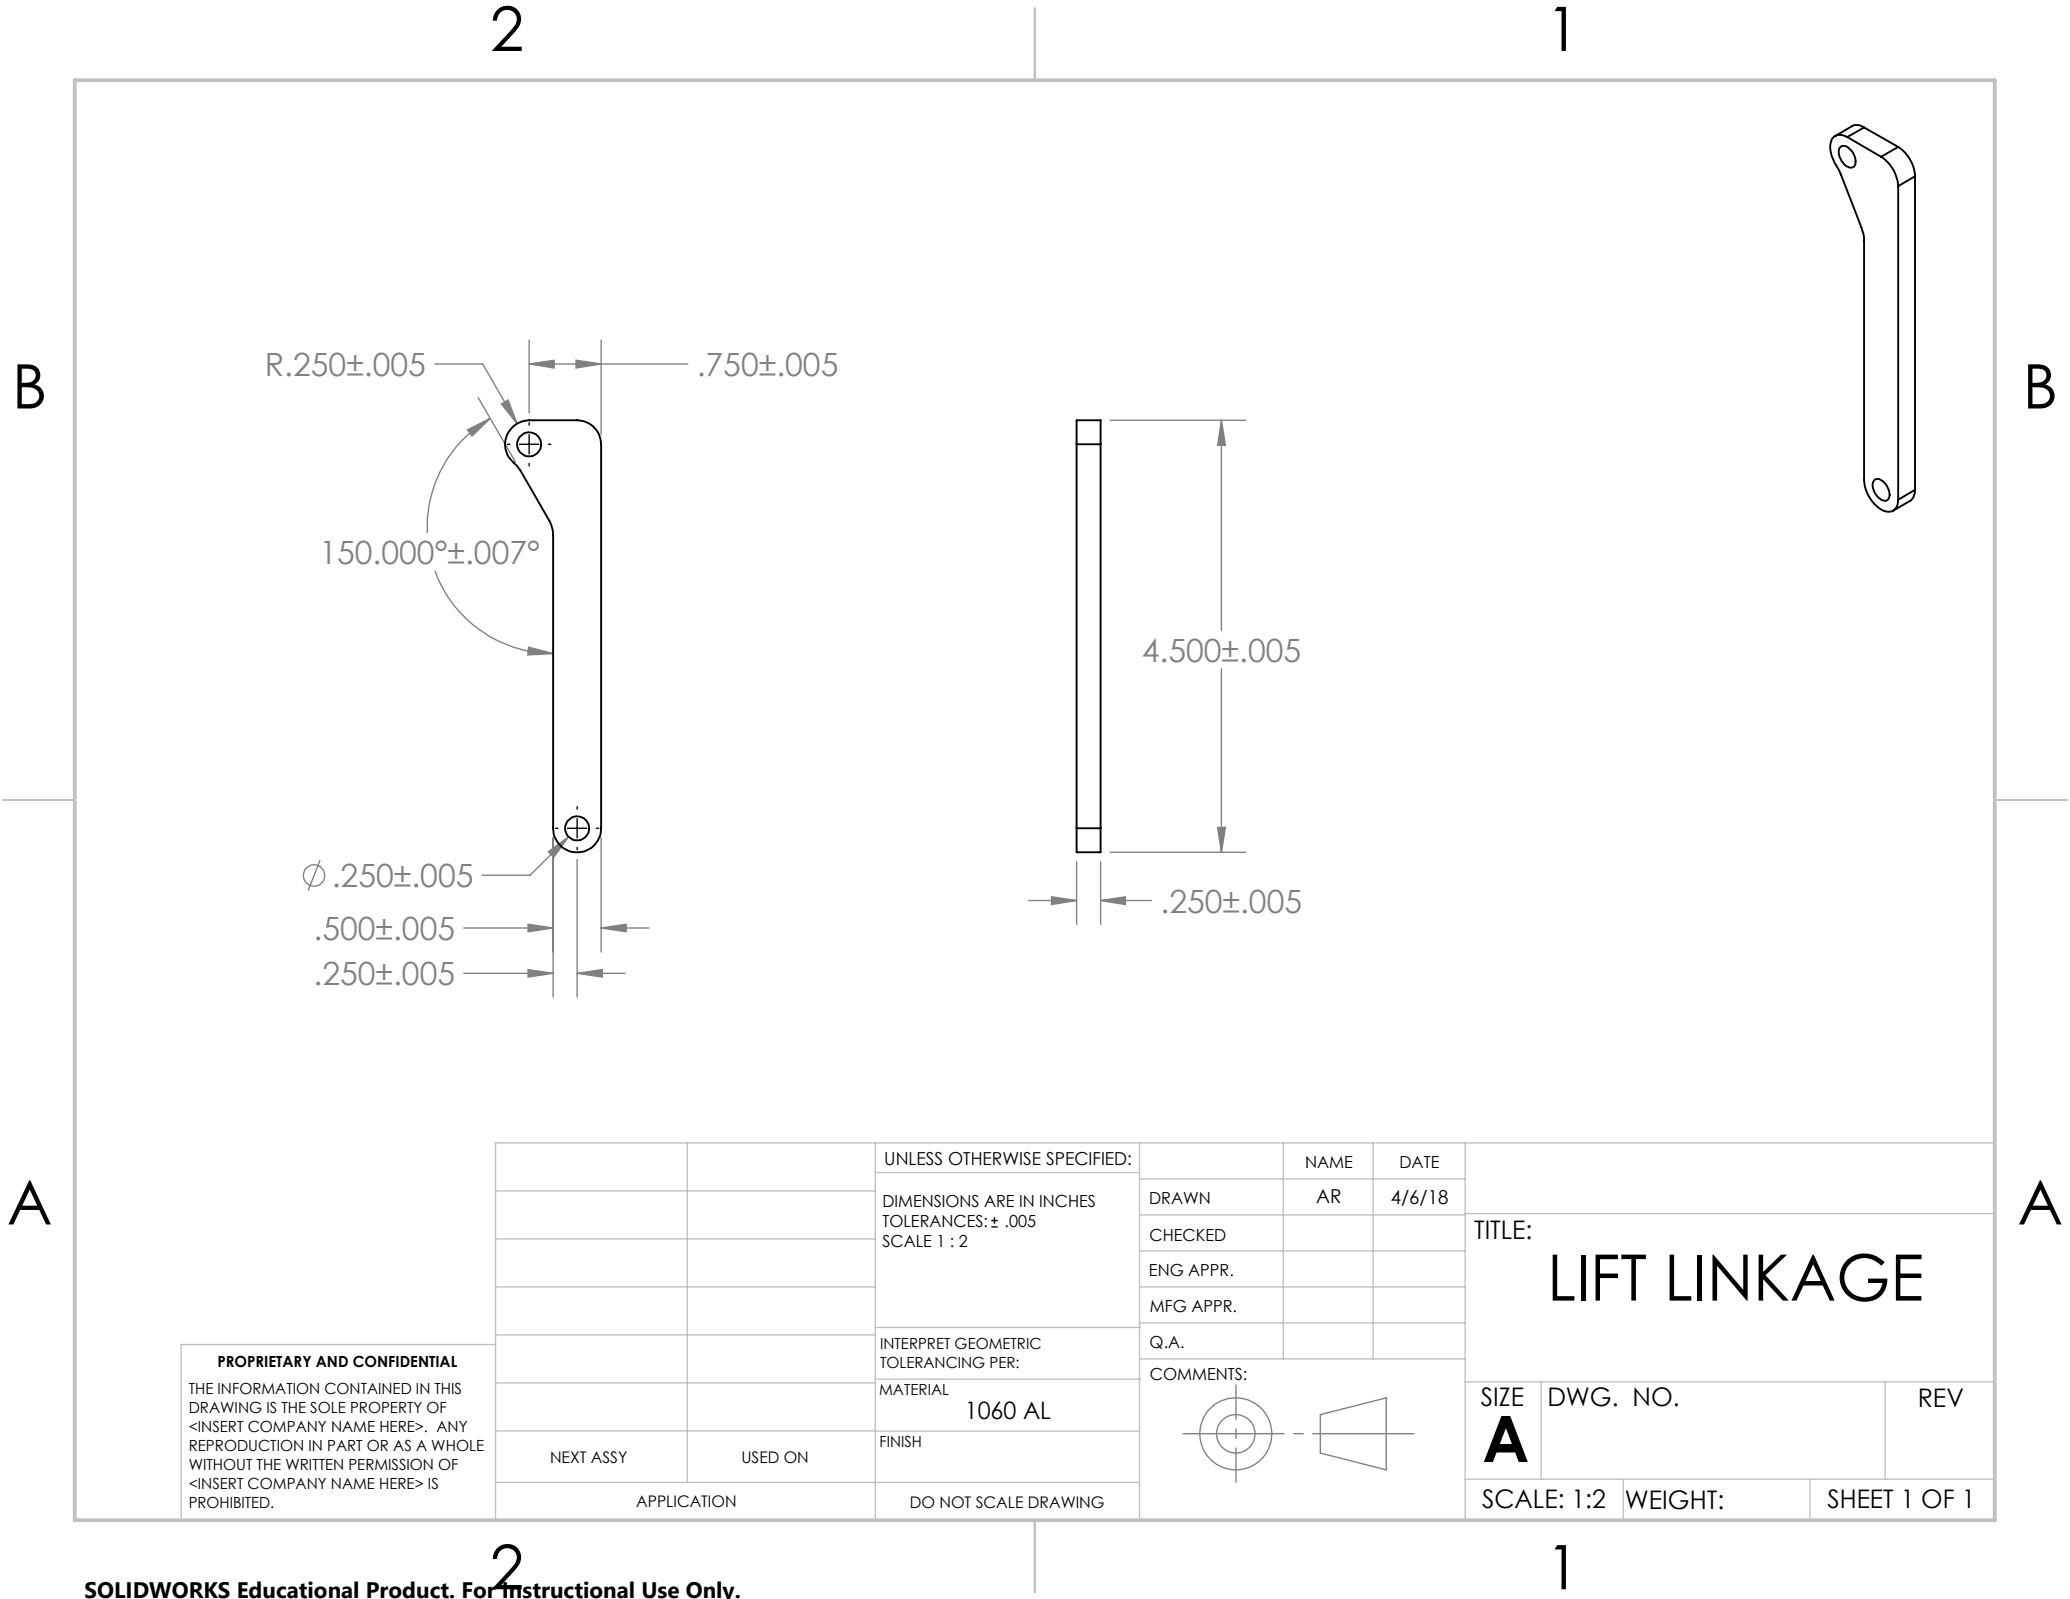 2 1
B B
R.250±.005
.750±.005
150.000°±.007°
4.500±.005
∅.250±.005
.500±.005
.250±.005
.250±.005
A A
UNLESS OTHERWISE SPECIFIED:
DIMENSIONS ARE IN INCHES
TOLERANCES: ± .005
SCALE 1 : 2
INTERPRET GEOMETRIC
TOLERANCING PER:
MATERIAL
1060 AL
FINISH
DO NOT SCALE DRAWING
NAME DATE
DRAWN AR 4/6/18
CHECKED
ENG APPR.
MFG APPR.
Q.A.
COMMENTS:
TITLE:
LIFT LINKAGE
SIZE DWG. NO. REV
A
SCALE: 1:2 WEIGHT: SHEET 1 OF 1
PROPRIETARY AND CONFIDENTIAL
THE INFORMATION CONTAINED IN THIS
DRAWING IS THE SOLE PROPERTY OF
<INSERT COMPANY NAME HERE>. ANY
REPRODUCTION IN PART OR AS A WHOLE
WITHOUT THE WRITTEN PERMISSION OF
<INSERT COMPANY NAME HERE> IS
PROHIBITED.
NEXT ASSY USED ON
APPLICATION
2 1
SOLIDWORKS Educational Product. For Instructional Use Only.